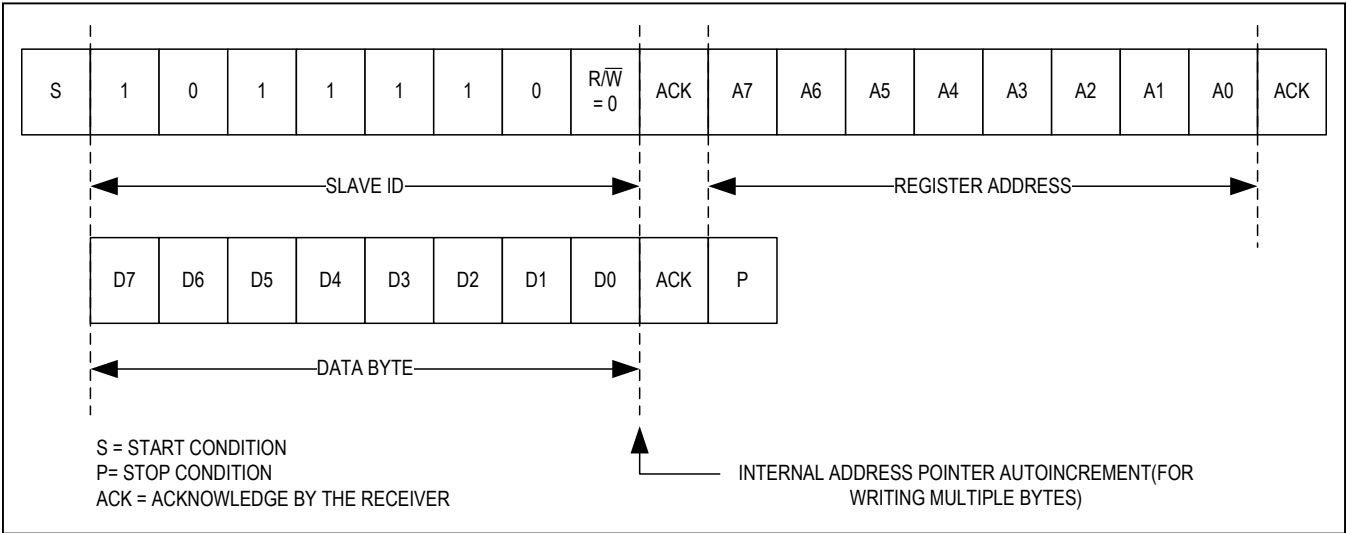 S 1 0 1 1 1 1 0 R/W̅ = 0 ACK A7 A6 A5 A4 A3 A2 A1 A0 ACK
SLAVE ID REGISTER ADDRESS
D7 D6 D5 D4 D3 D2 D1 D0 ACK P
DATA BYTE
S = START CONDITION
P= STOP CONDITION
ACK = ACKNOWLEDGE BY THE RECEIVER
INTERNAL ADDRESS POINTER AUTOINCREMENT(FOR
WRITING MULTIPLE BYTES)